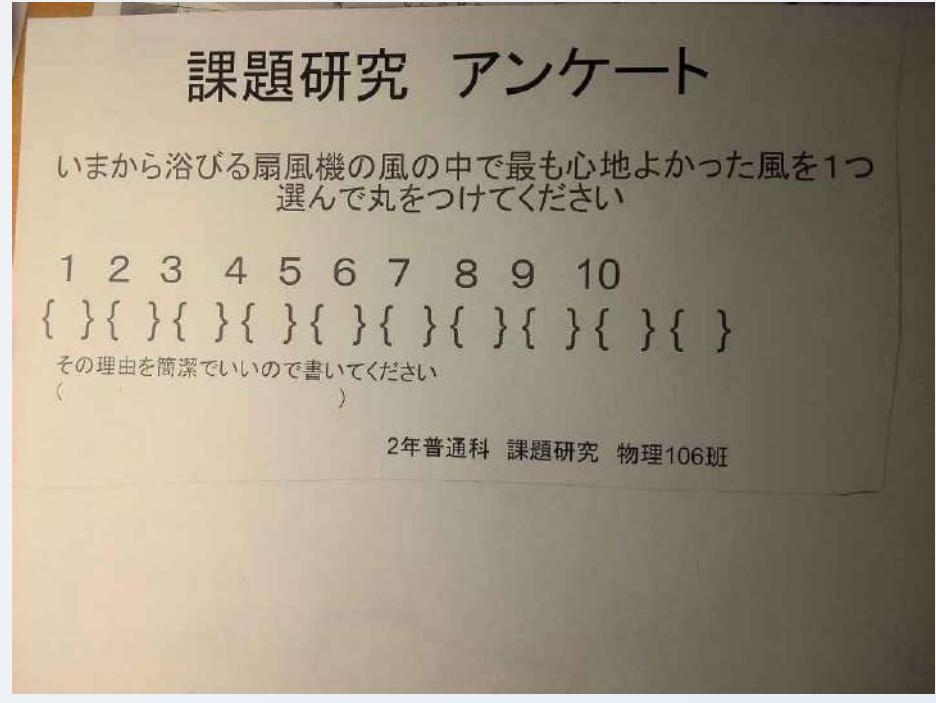 課題研究 アンケート
いまから浴びる扇風機の風の中で最も心地よかった風を1つ
選んで丸をつけてください
1 2 3 4 5 6 7 8 9 10
{ }{ }{ }{ }{ }{ }{ }{ }{ }{ }
その理由を簡潔でいいので書いてください
( )
2年普通科 課題研究 物理106班